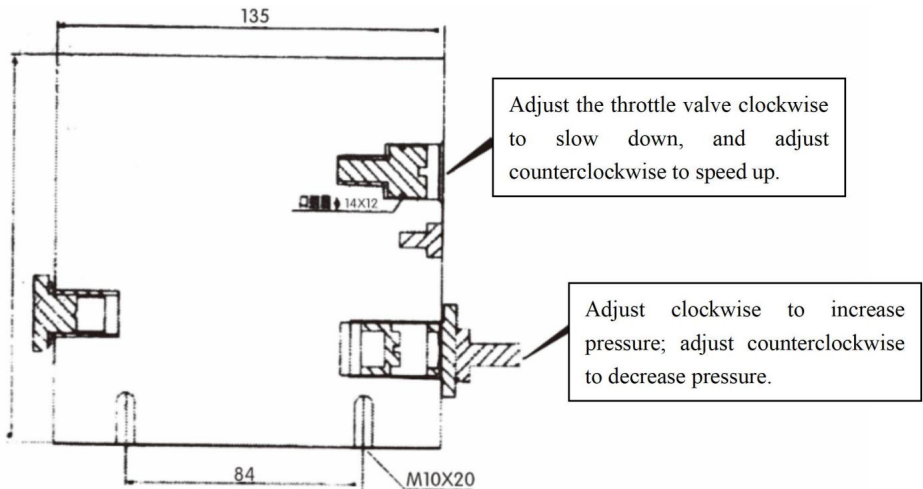 135
Adjust the throttle valve clockwise
to slow down, and adjust
counterclockwise to speed up.
14X12
Adjust clockwise to increase
pressure; adjust counterclockwise
to decrease pressure.
84
M10X20